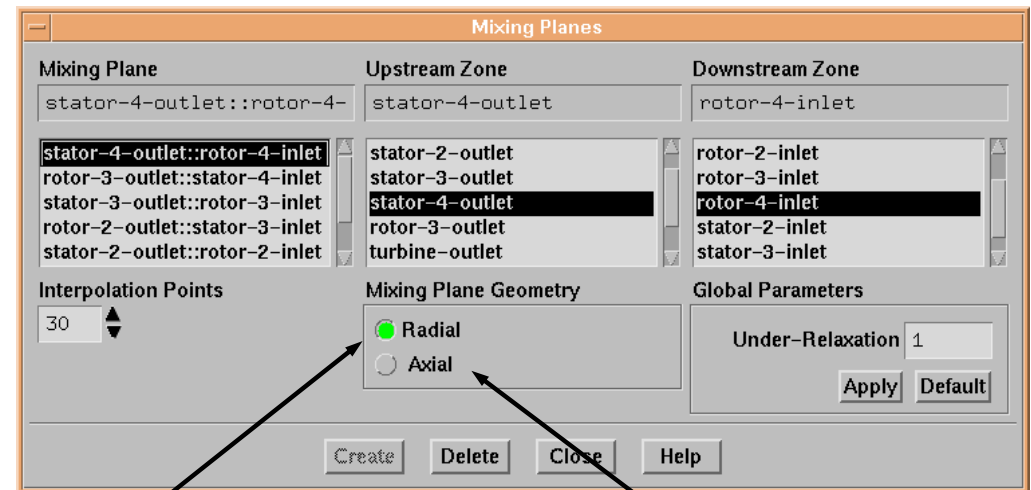 Mixing Planes
Mixing Plane
stator-4-outlet::rotor-4-
stator-4-outlet::rotor-4-inlet
rotor-3-outlet::stator-4-inlet
stator-3-outlet::rotor-3-inlet
rotor-2-outlet::stator-3-inlet
stator-2-outlet::rotor-2-inlet
Upstream Zone
stator-4-outlet
stator-2-outlet
stator-3-outlet
stator-4-outlet
rotor-3-outlet
turbine-outlet
Downstream Zone
rotor-4-inlet
rotor-2-inlet
rotor-3-inlet
rotor-4-inlet
stator-2-inlet
stator-3-inlet
Interpolation Points
30
Mixing Plane Geometry
Radial
Axial
Global Parameters
Under-Relaxation 1
Apply Default
Create Delete Close Help